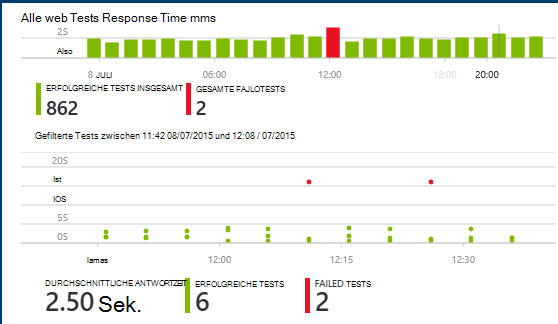 Alle web Tests Response Time mms
2S
Also
8 JULI 06:00 12:00 18:00 20:00
ERFOLGREICHE TESTS INSGESAMT GESAMTE FAJLOTESTS
862 2
Gefilterte Tests zwischen 11:42 08/07/2015 und 12:08 / 07/2015
20S
Ist
IOS
5S
0S
lamas 12:00 12:15 12:30
DURCHSCHNITTLICHE ANTWORTZEIT ERFOLGREICHE TESTS FAILED TESTS
2.50 Sek. 6 2